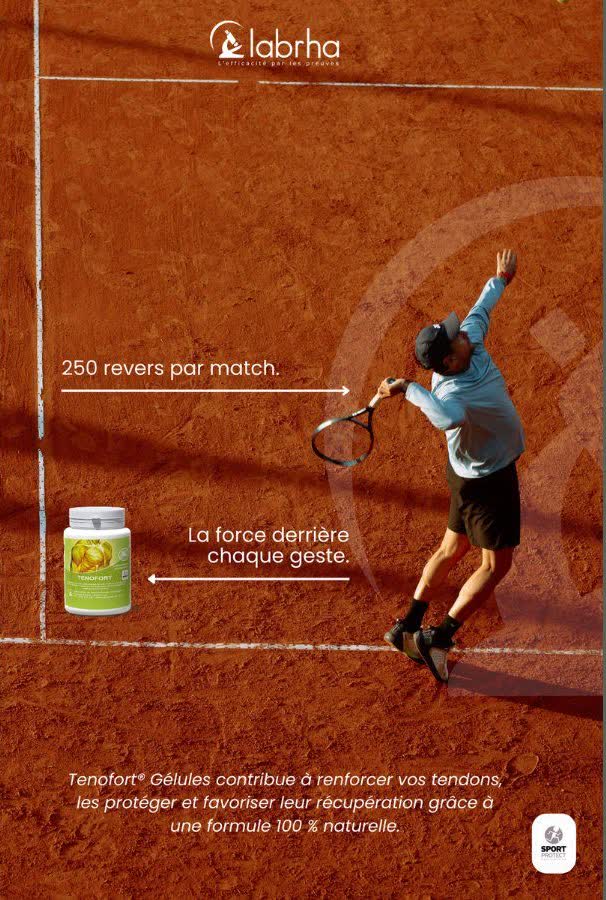 labrha
L'efficacité par les preuves
250 revers par match.
La force derrière
chaque geste.
TENOFORT
Tenofort® Gélules contribue à renforcer vos tendons,
les protéger et favoriser leur récupération grâce à
une formule 100 % naturelle.
SPORT
PROTECT